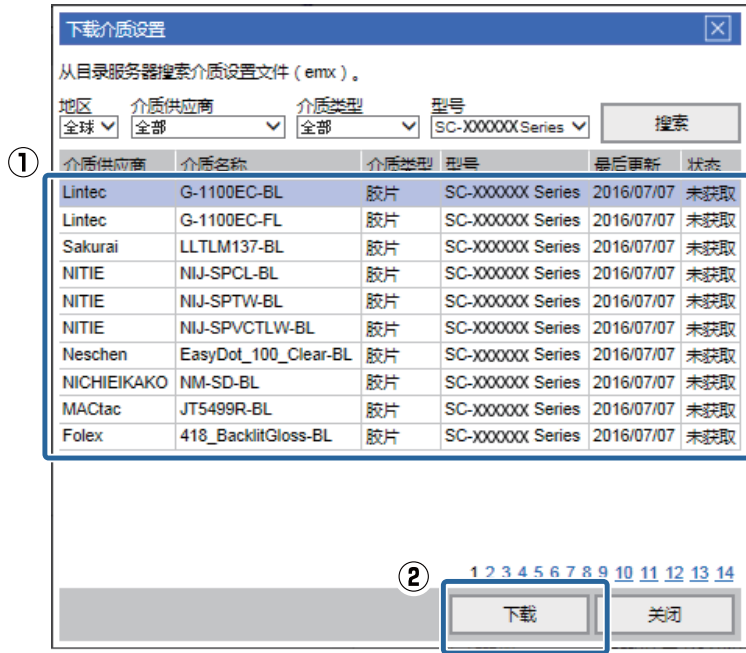 下载介质设置
从目录服务器搜索介质设置文件（emx）。
地区 介质供应商 介质类型 型号
全球 全部 全部 SC-XXXXXX Series 搜索
①
介质供应商 介质名称 介质类型 型号 最后更新 状态
Lintec G-1100EC-BL 胶片 SC-XXXXXX Series 2016/07/07 未获取
Lintec G-1100EC-FL 胶片 SC-XXXXXX Series 2016/07/07 未获取
Sakurai LLTLM137-BL 胶片 SC-XXXXXX Series 2016/07/07 未获取
NITIE NIJ-SPCL-BL 胶片 SC-XXXXXX Series 2016/07/07 未获取
NITIE NIJ-SPTW-BL 胶片 SC-XXXXXX Series 2016/07/07 未获取
NITIE NIJ-SPVCTLW-BL 胶片 SC-XXXXXX Series 2016/07/07 未获取
Neschen EasyDot_100_Clear-BL 胶片 SC-XXXXXX Series 2016/07/07 未获取
NICHIEIKAKO NM-SD-BL 胶片 SC-XXXXXX Series 2016/07/07 未获取
MACtac JT5499R-BL 胶片 SC-XXXXXX Series 2016/07/07 未获取
Folex 418_BacklitGloss-BL 胶片 SC-XXXXXX Series 2016/07/07 未获取
② 1 2 3 4 5 6 7 8 9 10 11 12 13 14
下载 关闭